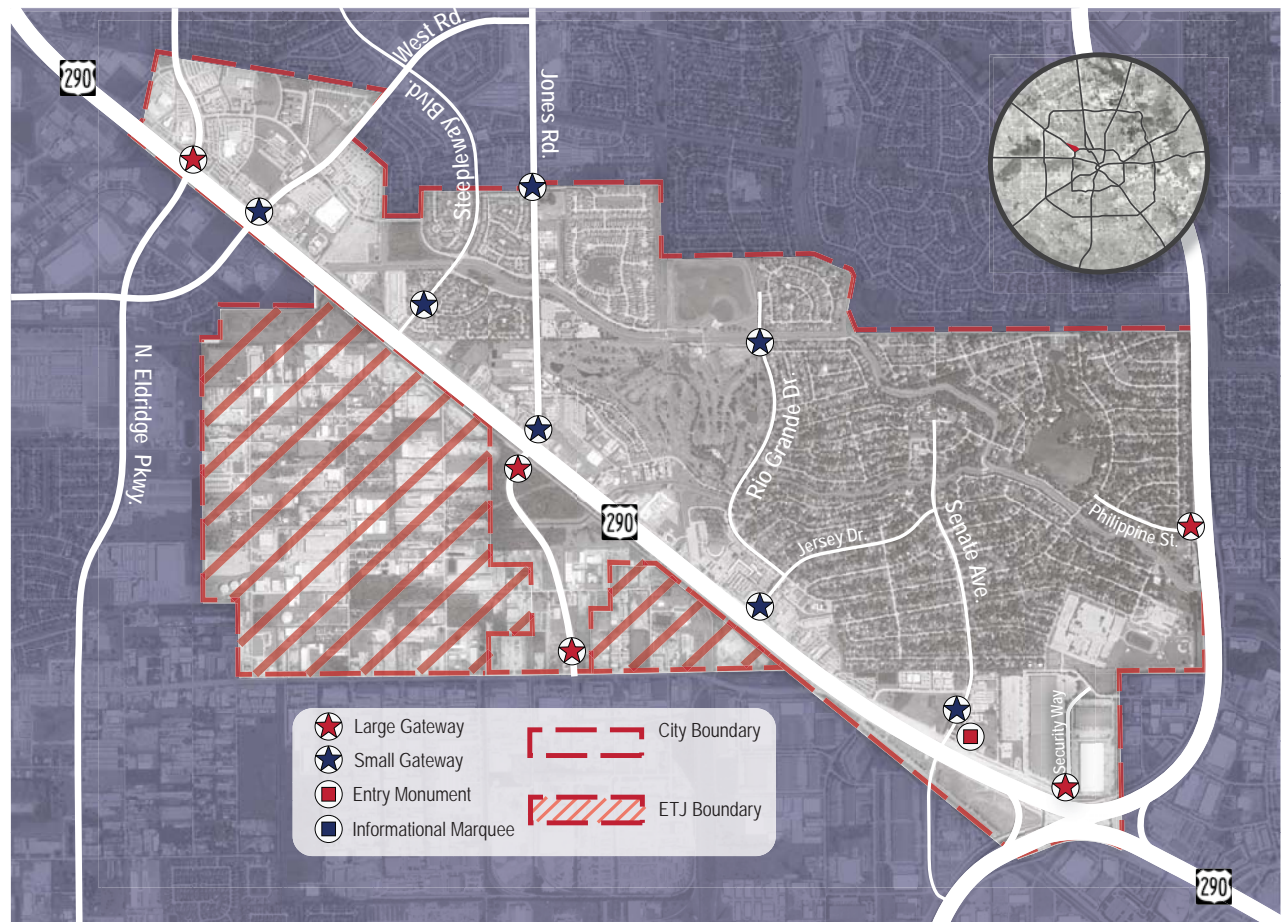 West Rd.
290
Steepleway Blvd.
Jones Rd.
N. Eldridge Pkwy.
Rio Grande Dr.
290
Jersey Dr.
Senate Ave.
Philippine St.
Security Way
Large Gateway
City Boundary
Small Gateway
Entry Monument
ETJ Boundary
Informational Marquee
290